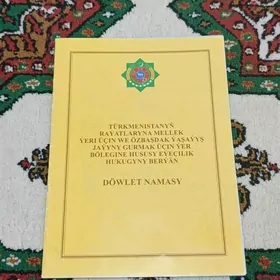 TÜRKMENISTANYŇ
RAÝATLARYNA MELLEK
ÝERI ÜÇIN WE ÖZBAŞDAK ÝAŞAÝYŞ
JAÝYNY GURMAK ÜÇIN ÝER
BÖLEGINE HUSUSY EÝEÇILIK
HUKUGYNY BERÝÄN
DÖWLET NAMASY